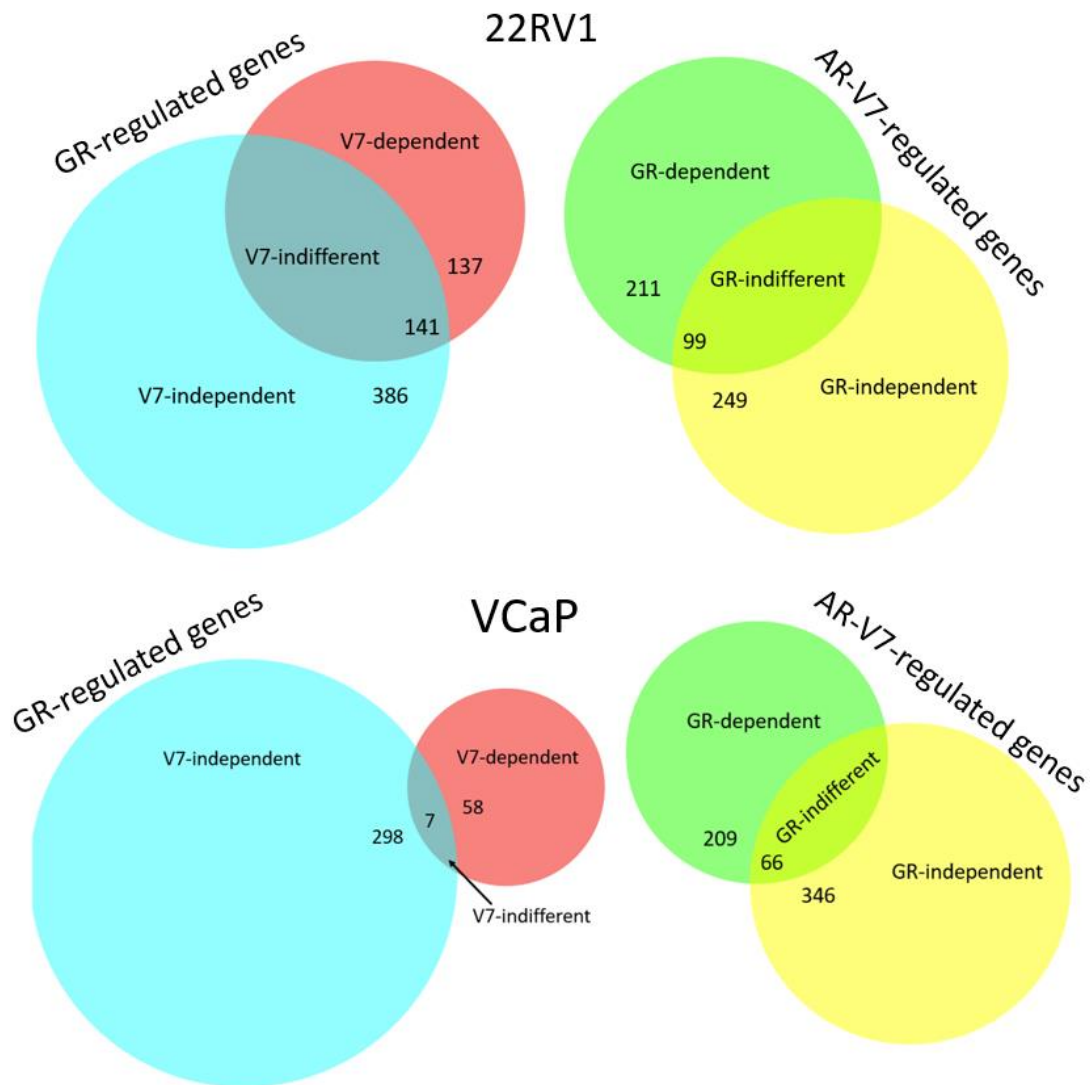 22RV1
GR-regulated genes
V7-dependent
V7-indifferent
137
141
V7-independent
386
AR-V7-regulated genes
GR-dependent
211
GR-indifferent
99
249
GR-independent
VCaP
GR-regulated genes
V7-independent
V7-dependent
298
7
58
V7-indifferent
AR-V7-regulated genes
GR-dependent
GR-indifferent
209
66
346
GR-independent